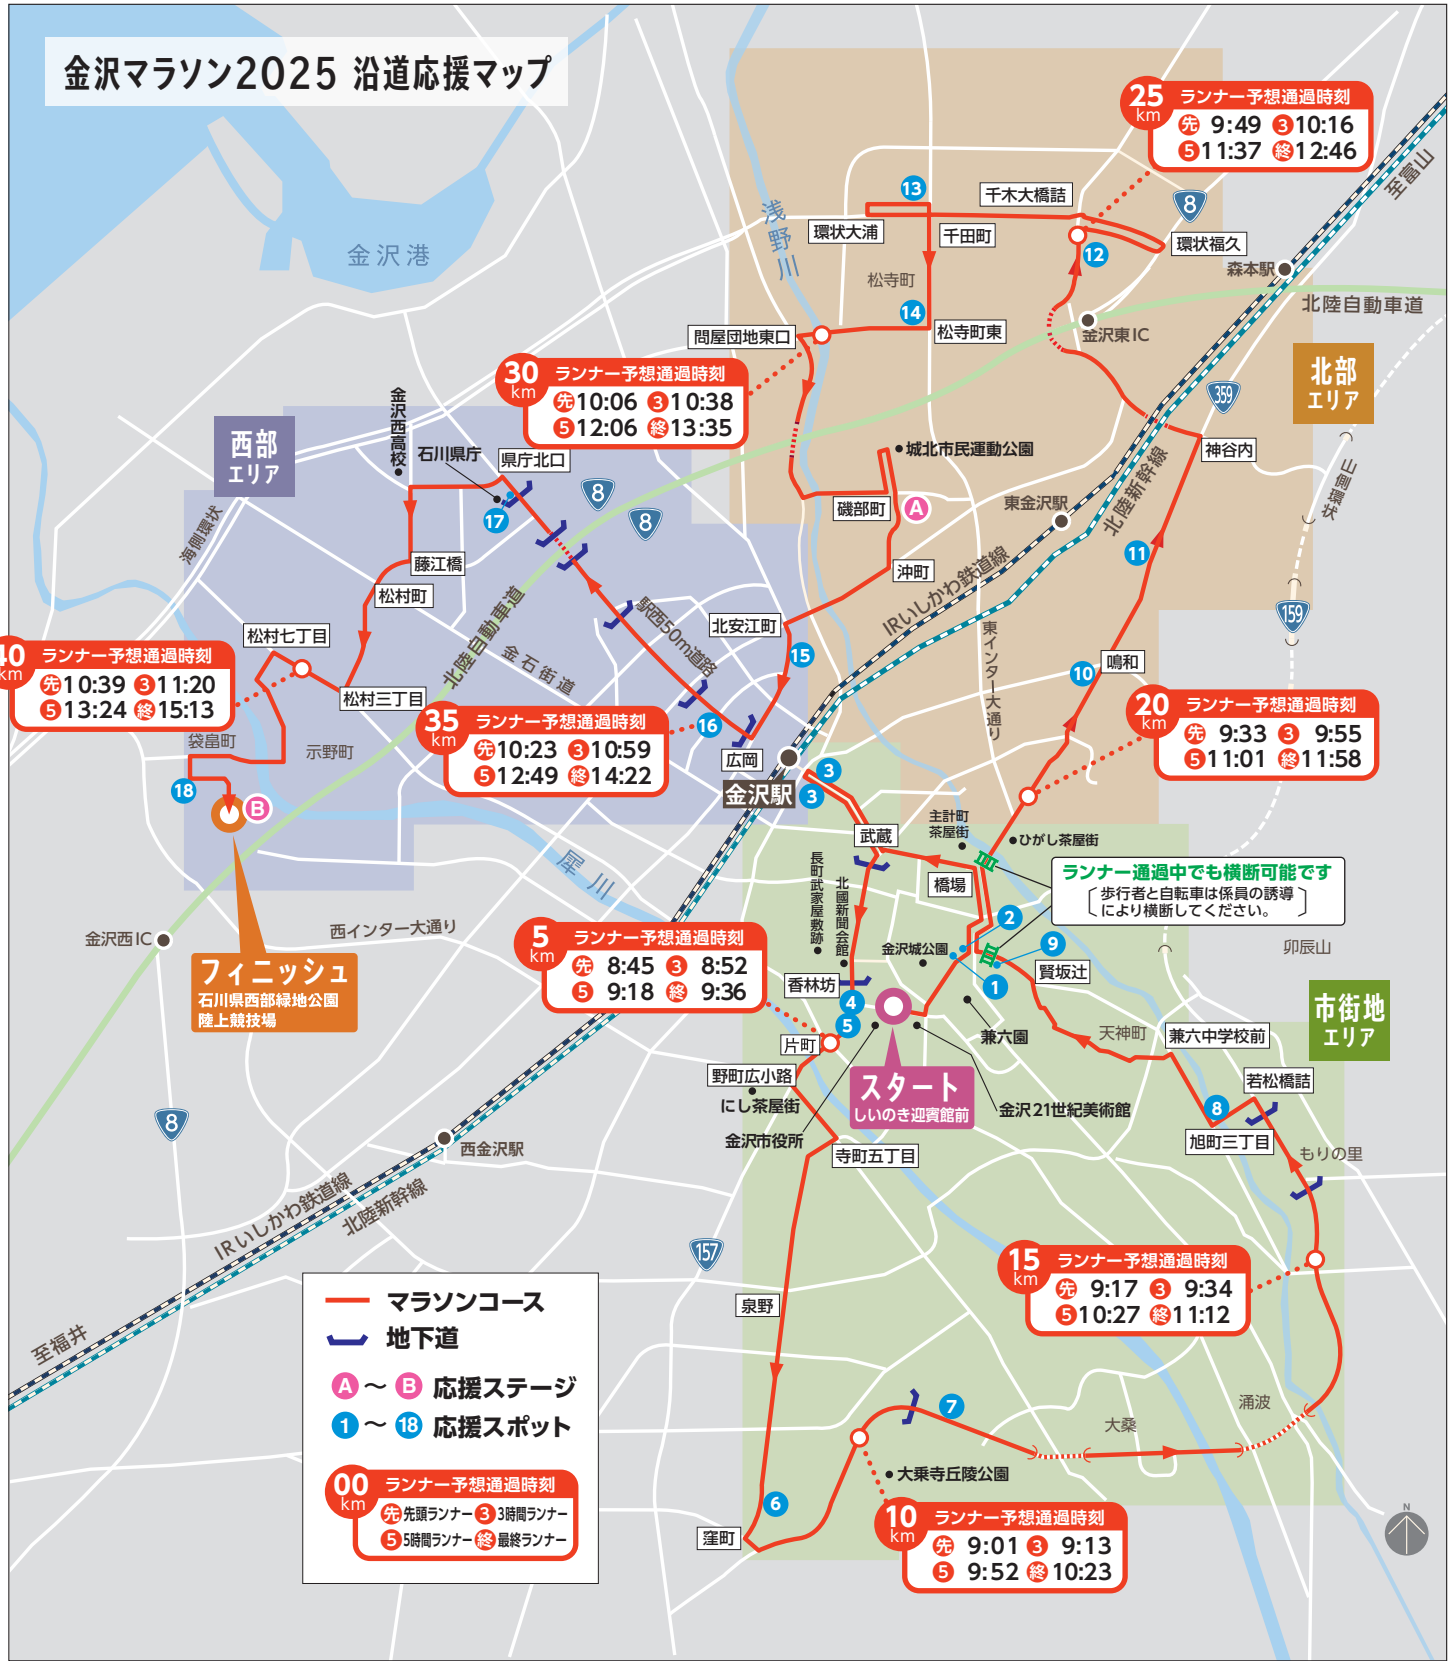 金沢マラソン2025 沿道応援マップ
25
km
ランナー予想通過時刻
先 9:49 3 10:16
5 11:37 終 12:46
至富山
8
13
千木大橋詰
浅野川
環状大浦
千田町
環状福久
12
金沢港
森本駅
松寺町
北陸自動車道
14
問屋団地東口
松寺町東
金沢東IC
北部
エリア
30
km
ランナー予想通過時刻
先 10:06 3 10:38
5 12:06 終 13:35
359
金沢西高校
西部
エリア
石川県庁
県庁北口
城北市民運動公園
神谷内
山側環状
8
8
17
磯部町
A
東金沢駅
北陸新幹線
海側環状
11
藤江橋
沖町
IRいしかわ鉄道線
松村町
159
駅西50m道路
北安江町
東インター大通り
松村七丁目
北陸自動車道
金石街道
15
鳴和
10
40
km
ランナー予想通過時刻
先 10:39 3 11:20
5 13:24 終 15:13
松村三丁目
35
km
ランナー予想通過時刻
先 10:23 3 10:59
5 12:49 終 14:22
16
20
km
ランナー予想通過時刻
先 9:33 3 9:55
5 11:01 終 11:58
袋畠町
示野町
広岡
18
金沢駅
3
3
B
主計町
茶屋街
武蔵
ひがし茶屋街
犀川
長町武家屋敷跡
北國新聞会館
橋場
ランナー通過中でも横断可能です
歩行者と自転車は係員の誘導
により横断してください。
2
9
西インター大通り
金沢西IC
5
km
ランナー予想通過時刻
先 8:45 3 8:52
5 9:18 終 9:36
金沢城公園
卯辰山
フィニッシュ
石川県西部緑地公園
陸上競技場
香林坊
1
賢坂辻
4
5
兼六園
市街地
エリア
天神町
兼六中学校前
片町
スタート
しいのき迎賓館前
野町広小路
若松橋詰
にし茶屋街
金沢21世紀美術館
8
8
金沢市役所
旭町三丁目
西金沢駅
寺町五丁目
もりの里
IRいしかわ鉄道線
北陸新幹線
157
15
km
ランナー予想通過時刻
先 9:17 3 9:34
5 10:27 終 11:12
至福井
マラソンコース
泉野
地下道
A ～ B 応援ステージ
1 ～ 18 応援スポット
7
大桑
涌波
00
km
ランナー予想通過時刻
先 先頭ランナー 3 3時間ランナー
5 5時間ランナー 終 最終ランナー
大乗寺丘陵公園
6
窪町
10
km
ランナー予想通過時刻
先 9:01 3 9:13
5 9:52 終 10:23
N